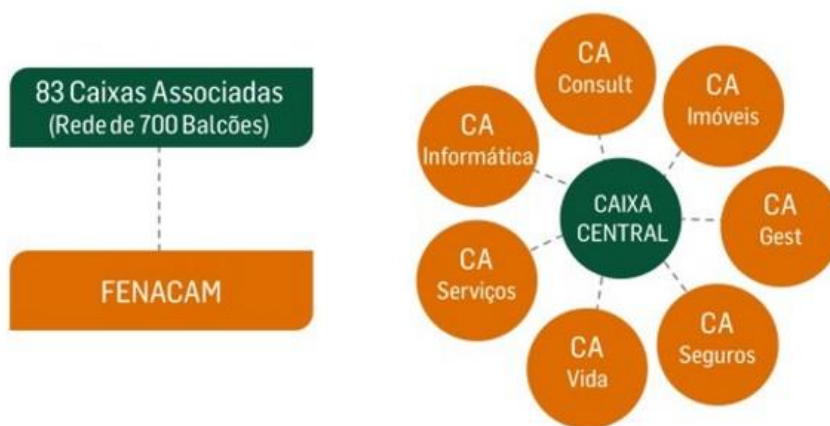 83 Caixas Associadas
(Rede de 700 Balcões)
FENACAM
CA
Consult
CA
Imóveis
CA
Informática
CAIXA
CENTRAL
CA
Gest
CA
Serviços
CA
Vida
CA
Seguros